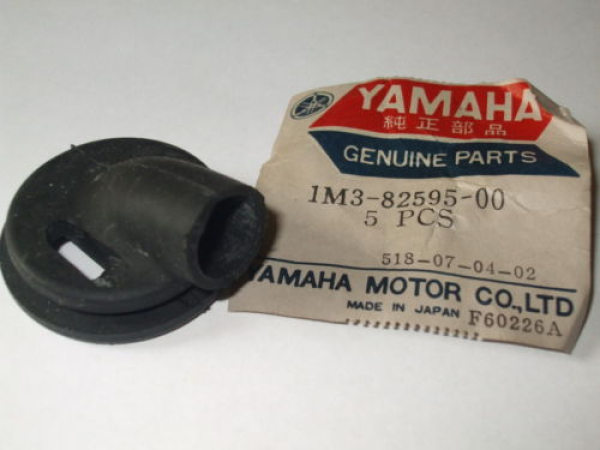 YAMAHA
純正部品
GENUINE PARTS
1M3-82595-00
5 PCS
518-07-04-02
YAMAHA MOTOR CO.,LTD
MADE IN JAPAN F60226A